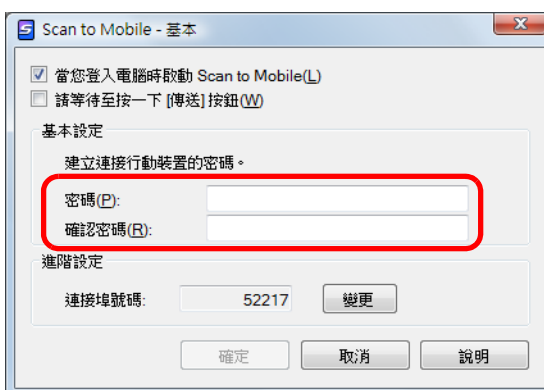 Scan to Mobile - 基本
當您登入電腦時啟動 Scan to Mobile(L)
請等待至按一下 [傳送] 按鈕(W)
基本設定
建立連接行動裝置的密碼。
密碼(P):
確認密碼(R):
進階設定
連接埠號碼: 52217 變更
確定 取消 說明